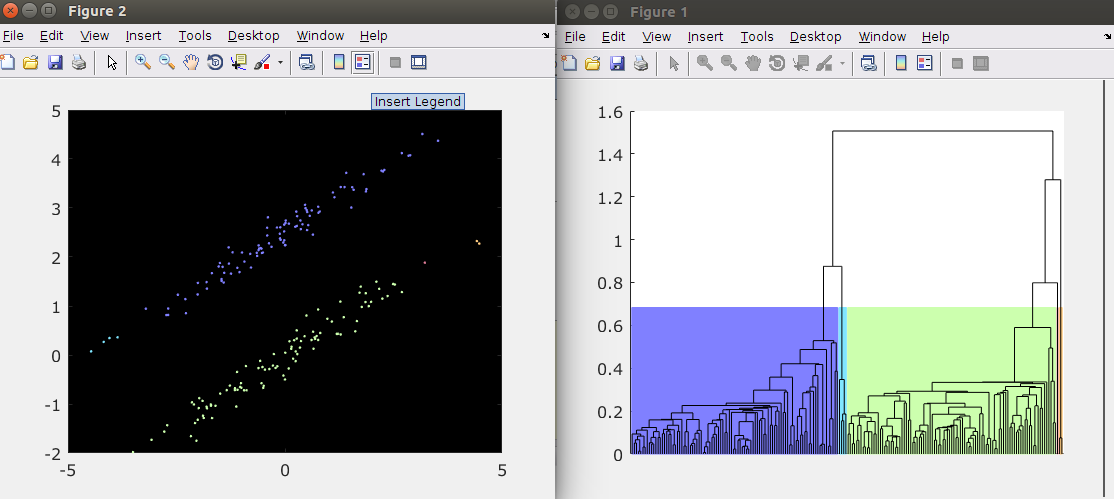 Figure 2
File Edit View Insert Tools Desktop Window Help
Insert Legend
5
4
3
2
1
0
-1
-2
-5 0 5
Figure 1
File Edit View Insert Tools Desktop Window Help
1.6
1.4
1.2
1
0.8
0.6
0.4
0.2
0